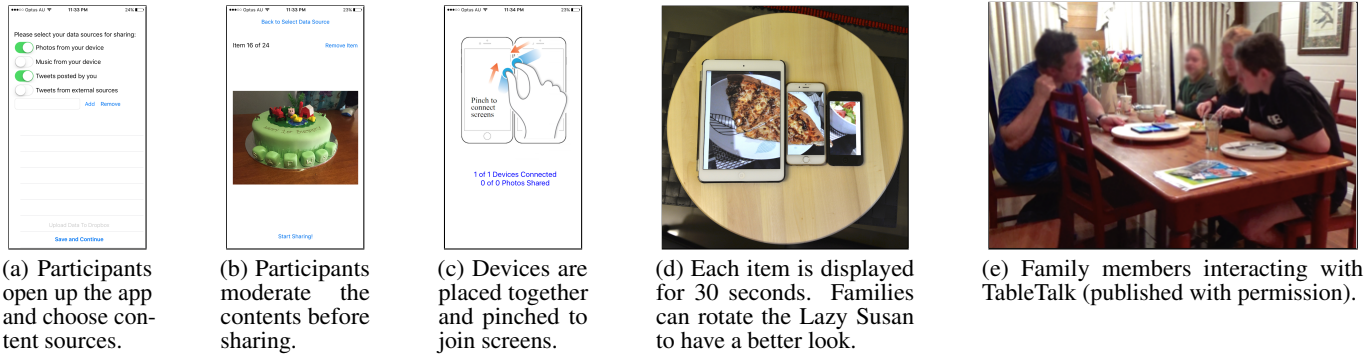 ●●●○○ Optus AU 11:33 PM 24%
Please select your data sources for sharing:
Photos from your device
Music from your device
Tweets posted by you
Tweets from external sources
Add Remove
Upload Data To Dropbox
Save and Continue
(a) Participants
open up the app
and choose con-
tent sources.
●●●○○ Optus AU 11:33 PM 23%
Back to Select Data Source
Item 16 of 24 Remove Item
Start Sharing!
(b) Participants
moderate the
contents before
sharing.
●●●○○ Optus AU 11:34 PM 23%
Pinch to
connect
screens
1 of 1 Devices Connected
0 of 0 Photos Shared
(c) Devices are
placed together
and pinched to
join screens.
(d) Each item is displayed
for 30 seconds. Families
can rotate the Lazy Susan
to have a better look.
(e) Family members interacting with
TableTalk (published with permission).